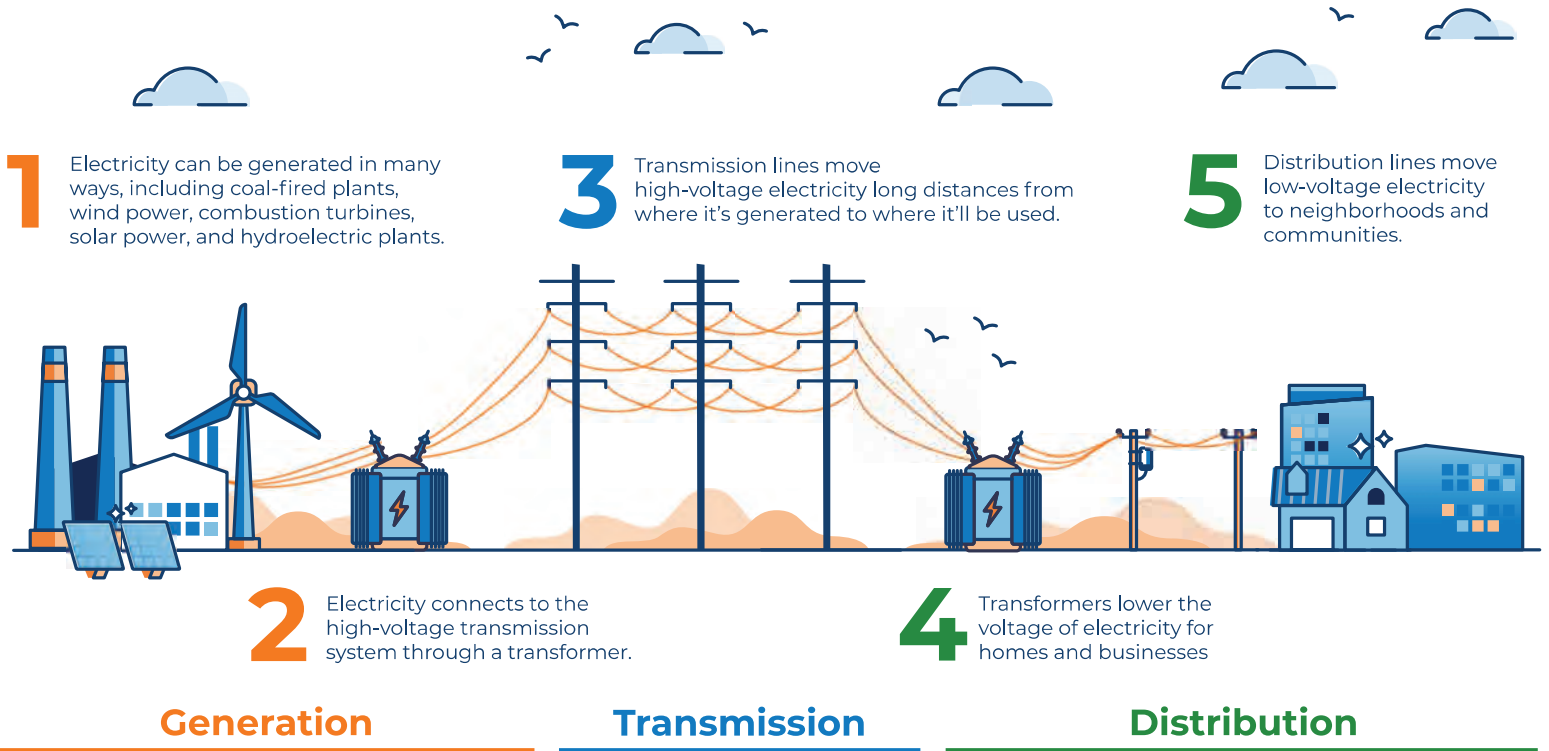 1
Electricity can be generated in many
ways, including coal-fired plants,
wind power, combustion turbines,
solar power, and hydroelectric plants.
3
Transmission lines move
high-voltage electricity long distances from
where it's generated to where it'll be used.
5
Distribution lines move
low-voltage electricity
to neighborhoods and
communities.
2
Electricity connects to the
high-voltage transmission
system through a transformer.
4
Transformers lower the
voltage of electricity for
homes and businesses
Generation
Transmission
Distribution